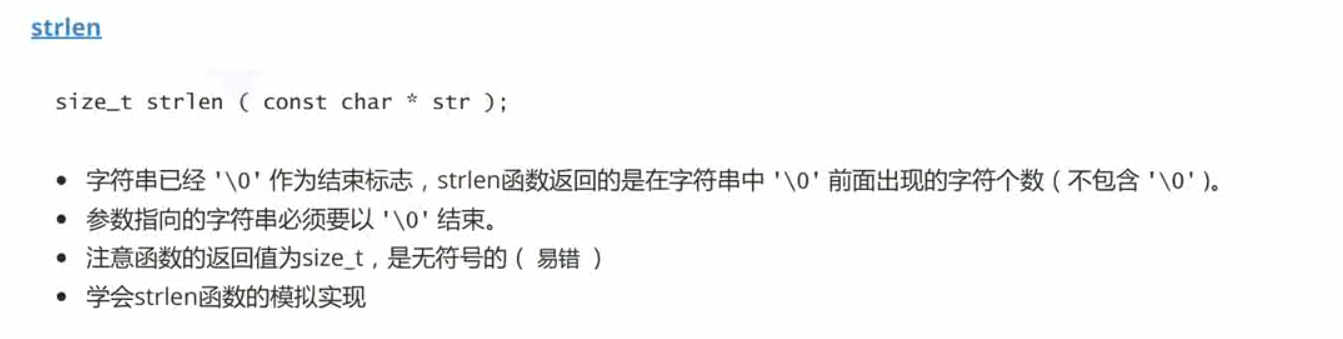 strlen
size_t strlen ( const char * str );
• 字符串已经 '\0' 作为结束标志，strlen函数返回的是在字符串中 '\0' 前面出现的字符个数 ( 不包含 '\0' )。
• 参数指向的字符串必须要以 '\0' 结束。
• 注意函数的返回值为size_t，是无符号的 ( 易错 )
• 学会strlen函数的模拟实现